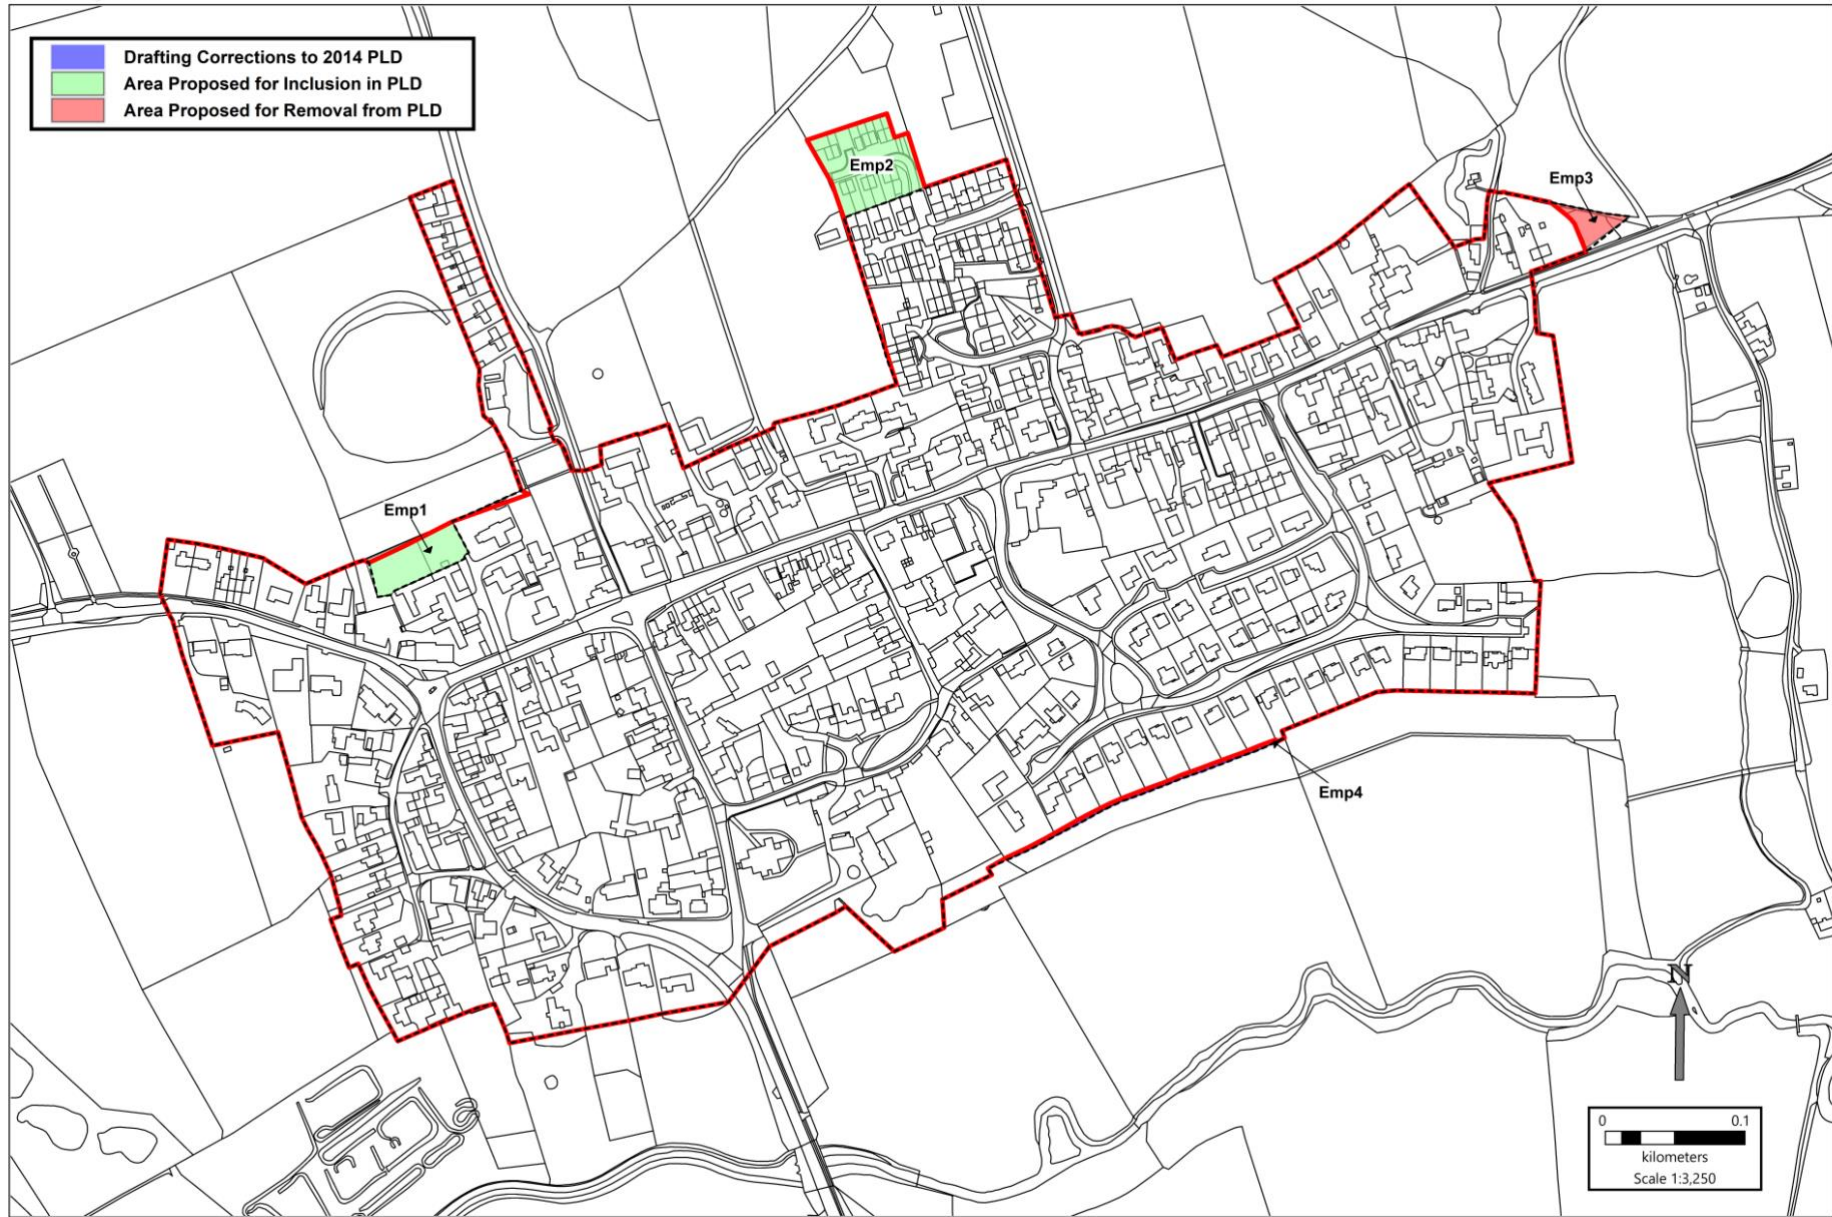 Drafting Corrections to 2014 PLD
Area Proposed for Inclusion in PLD
Area Proposed for Removal from PLD
Emp2
Emp3
Emp1
Emp4
N
0 0.1
kilometers
Scale 1:3,250